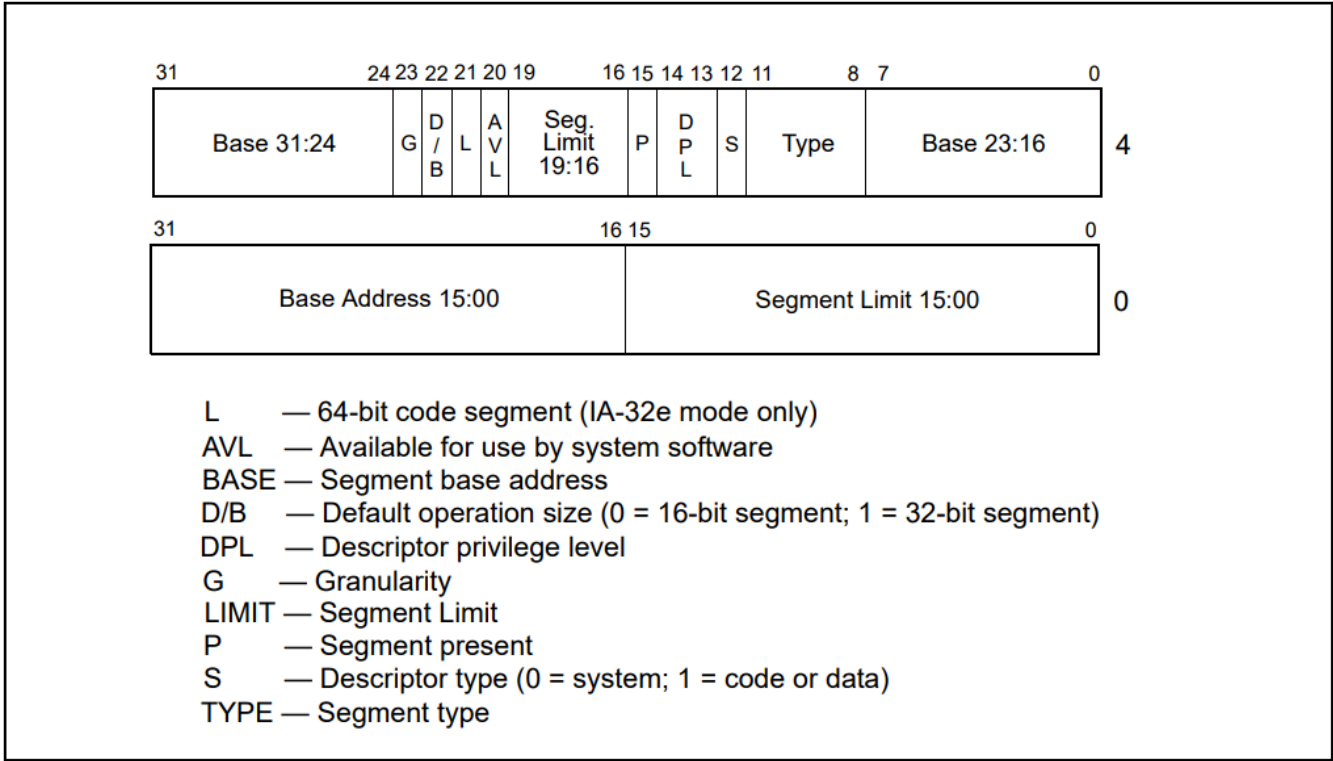 31 24 23 22 21 20 19 16 15 14 13 12 11 8 7 0
Base 31:24 G D/B L AVL Seg. Limit 19:16 P DPL S Type Base 23:16 4
31 16 15 0
Base Address 15:00 Segment Limit 15:00 0
L — 64-bit code segment (IA-32e mode only)
AVL — Available for use by system software
BASE — Segment base address
D/B — Default operation size (0 = 16-bit segment; 1 = 32-bit segment)
DPL — Descriptor privilege level
G — Granularity
LIMIT — Segment Limit
P — Segment present
S — Descriptor type (0 = system; 1 = code or data)
TYPE — Segment type